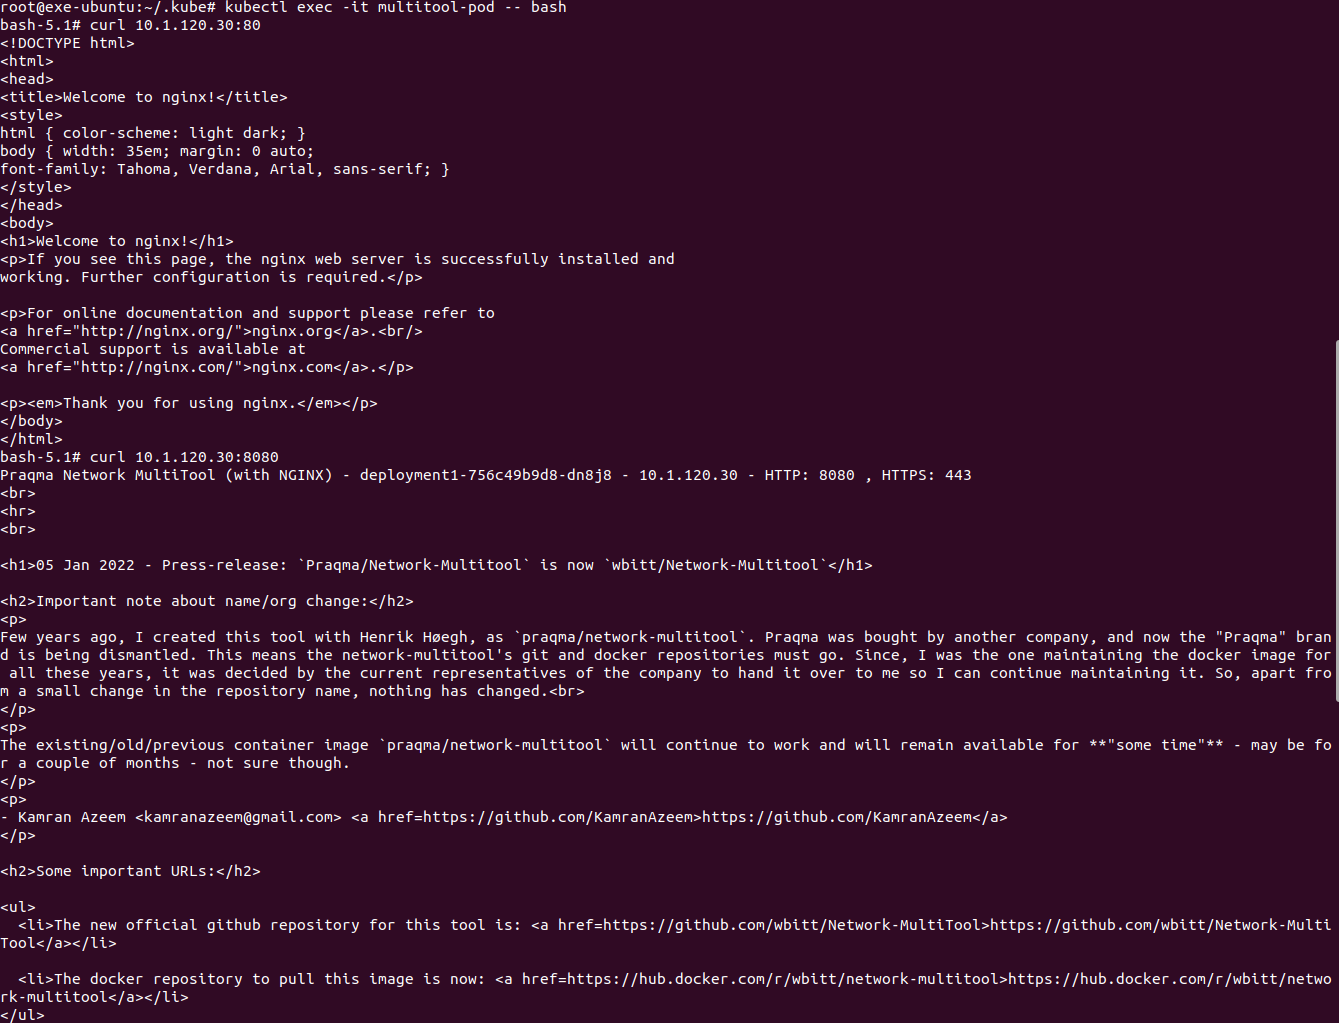 root@exe-ubuntu:~/.kube# kubectl exec -it multitool-pod -- bash
bash-5.1# curl 10.1.120.30:80
<!DOCTYPE html>
<html>
<head>
<title>Welcome to nginx!</title>
<style>
html { color-scheme: light dark; }
body { width: 35em; margin: 0 auto;
font-family: Tahoma, Verdana, Arial, sans-serif; }
</style>
</head>
<body>
<h1>Welcome to nginx!</h1>
<p>If you see this page, the nginx web server is successfully installed and
working. Further configuration is required.</p>

<p>For online documentation and support please refer to
<a href="http://nginx.org/">nginx.org</a>.<br/>
Commercial support is available at
<a href="http://nginx.com/">nginx.com</a>.</p>

<p><em>Thank you for using nginx.</em></p>
</body>
</html>
bash-5.1# curl 10.1.120.30:8080
Praqma Network MultiTool (with NGINX) - deployment1-756c49b9d8-dn8j8 - 10.1.120.30 - HTTP: 8080 , HTTPS: 443
<br>
<hr>
<br>

<h1>05 Jan 2022 - Press-release: `Praqma/Network-Multitool` is now `wbitt/Network-Multitool`</h1>

<h2>Important note about name/org change:</h2>
<p>
Few years ago, I created this tool with Henrik Høegh, as `praqma/network-multitool`. Praqma was bought by another company, and now the "Praqma" bran
d is being dismantled. This means the network-multitool's git and docker repositories must go. Since, I was the one maintaining the docker image for
 all these years, it was decided by the current representatives of the company to hand it over to me so I can continue maintaining it. So, apart fro
m a small change in the repository name, nothing has changed.<br>
</p>
<p>
The existing/old/previous container image `praqma/network-multitool` will continue to work and will remain available for **"some time"** - may be fo
r a couple of months - not sure though.
</p>
<p>
- Kamran Azeem <kamranazeem@gmail.com> <a href=https://github.com/KamranAzeem>https://github.com/KamranAzeem</a>
</p>

<h2>Some important URLs:</h2>

<ul>
  <li>The new official github repository for this tool is: <a href=https://github.com/wbitt/Network-MultiTool>https://github.com/wbitt/Network-Multi
Tool</a></li>

  <li>The docker repository to pull this image is now: <a href=https://hub.docker.com/r/wbitt/network-multitool>https://hub.docker.com/r/wbitt/netwo
rk-multitool</a></li>
</ul>